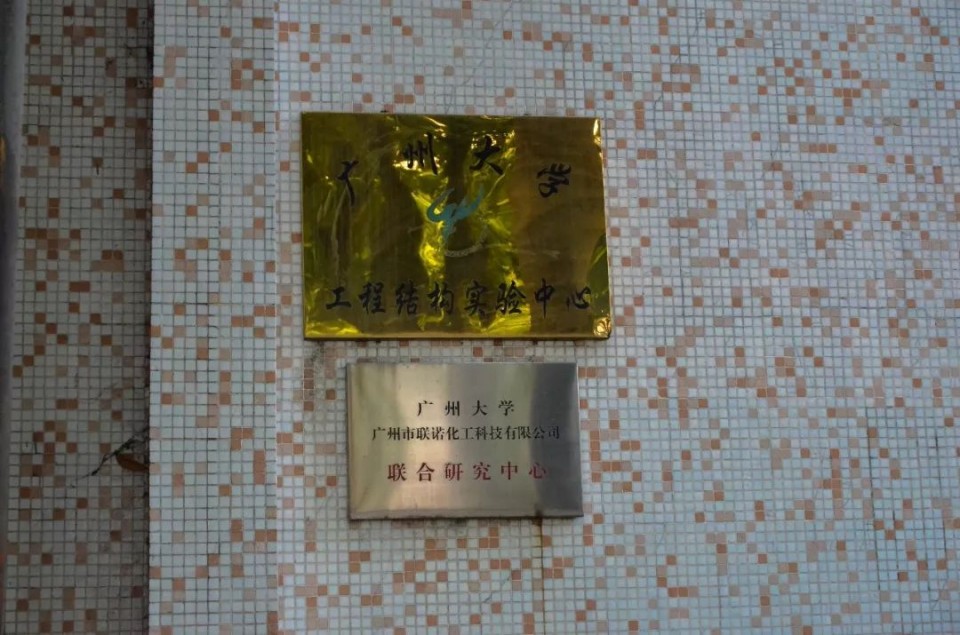 广州大学
工程结构实验中心
广州大学
广州市联诺化工科技有限公司
联合研究中心